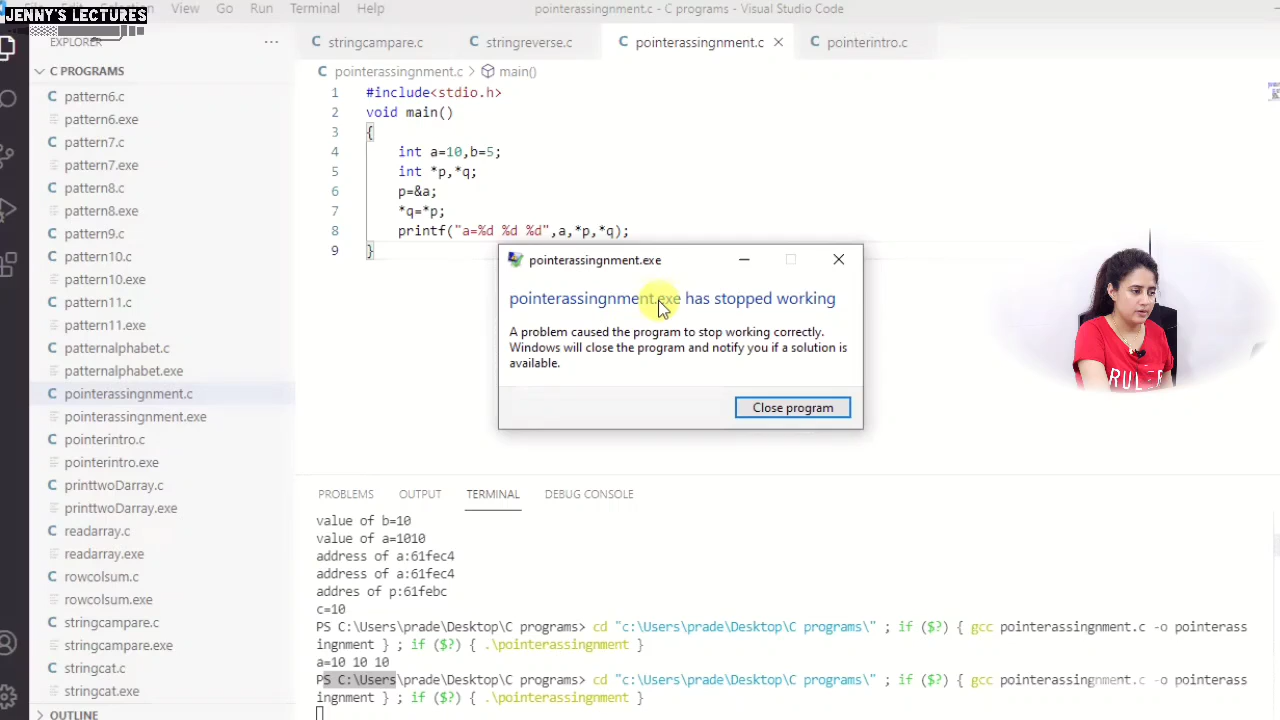 JENNY'S LECTURES
View Go Run Terminal Help
pointerassingnment.c - C programs - Visual Studio Code
EXPLORER ...
C stringcampare.c
C stringreverse.c
C pointerassingnment.c
C pointerintro.c
C PROGRAMS
C pattern6.c
pattern6.exe
C pattern7.c
pattern7.exe
C pattern8.c
pattern8.exe
C pattern9.c
C pattern10.c
pattern10.exe
C pattern11.c
pattern11.exe
C patternalphabet.c
patternalphabet.exe
C pointerassingnment.c
pointerassingnment.exe
C pointerintro.c
pointerintro.exe
C printtwoDarray.c
printtwoDarray.exe
C readarray.c
readarray.exe
C rowcolsum.c
rowcolsum.exe
C stringcampare.c
stringcampare.exe
C stringcat.c
stringcat.exe
OUTLINE
C pointerassingnment.c > main()
1 #include<stdio.h>
2 void main()
3 {
4 int a=10,b=5;
5 int *p,*q;
6 p=&a;
7 *q=*p;
8 printf("a=%d %d %d",a,*p,*q);
9 }
pointerassingnment.exe
pointerassingnment.exe has stopped working
A problem caused the program to stop working correctly.
Windows will close the program and notify you if a solution is
available.
Close program
RULER
PROBLEMS OUTPUT TERMINAL DEBUG CONSOLE
value of b=10
value of a=1010
address of a:61fec4
address of a:61fec4
addres of p:61febc
c=10
PS C:\Users\prade\Desktop\C programs> cd "c:\Users\prade\Desktop\C programs\" ; if ($?) { gcc pointerassingnment.c -o pointerass
ingnment } ; if ($?) { .\pointerassingnment }
a=10 10 10
PS C:\Users\prade\Desktop\C programs> cd "c:\Users\prade\Desktop\C programs\" ; if ($?) { gcc pointerassingnment.c -o pointerass
ingnment } ; if ($?) { .\pointerassingnment }